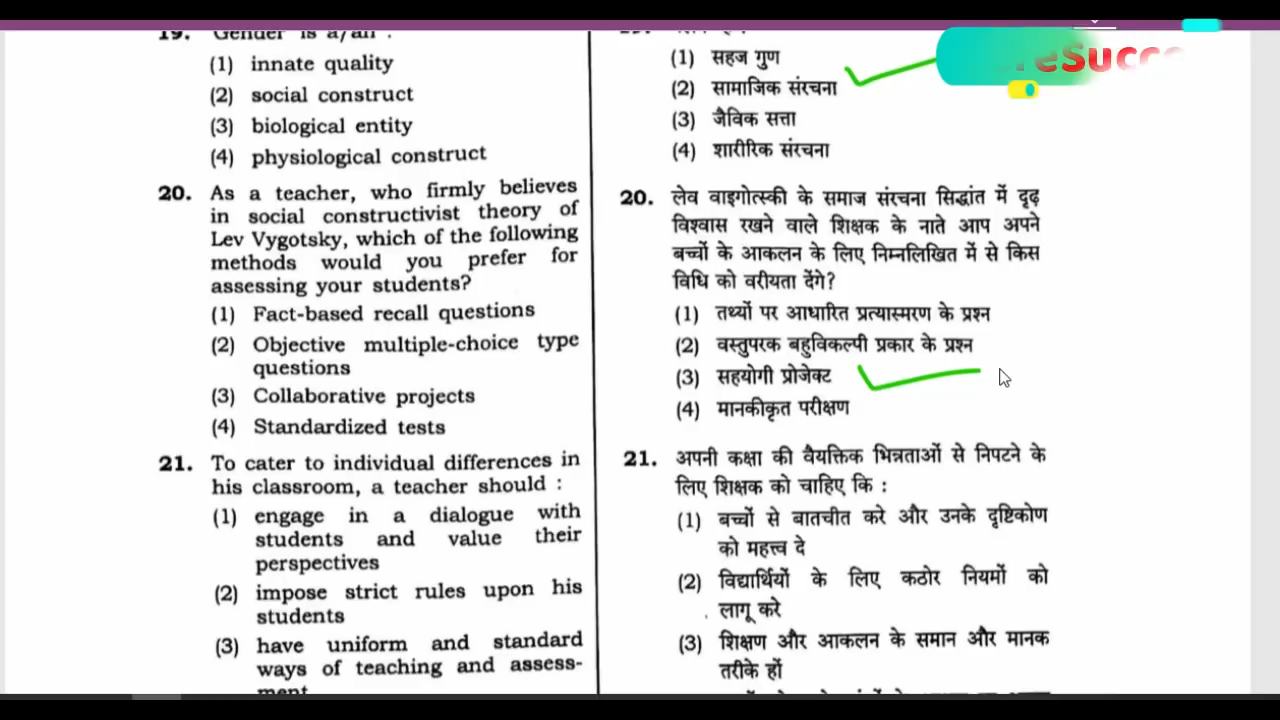 19. Gender is a/an :
(1) innate quality
(2) social construct
(3) biological entity
(4) physiological construct
20. As a teacher, who firmly believes
in social constructivist theory of
Lev Vygotsky, which of the following
methods would you prefer for
assessing your students?
(1) Fact-based recall questions
(2) Objective multiple-choice type
questions
(3) Collaborative projects
(4) Standardized tests
21. To cater to individual differences in
his classroom, a teacher should :
(1) engage in a dialogue with
students and value their
perspectives
(2) impose strict rules upon his
students
(3) have uniform and standard
ways of teaching and assess-
ment
(1) सहज गुण
(2) सामाजिक संरचना
(3) जैविक सत्ता
(4) शारीरिक संरचना
20. लेव वाइगोत्स्की के समाज संरचना सिद्धांत में दृढ़
विश्वास रखने वाले शिक्षक के नाते आप अपने
बच्चों के आकलन के लिए निम्नलिखित में से किस
विधि को वरीयता देंगे?
(1) तथ्यों पर आधारित प्रत्यास्मरण के प्रश्न
(2) वस्तुपरक बहुविकल्पी प्रकार के प्रश्न
(3) सहयोगी प्रोजेक्ट
(4) मानकीकृत परीक्षण
21. अपनी कक्षा की वैयक्तिक भिन्नताओं से निपटने के
लिए शिक्षक को चाहिए कि :
(1) बच्चों से बातचीत करे और उनके दृष्टिकोण
को महत्त्व दे
(2) विद्यार्थियों के लिए कठोर नियमों को
लागू करे
(3) शिक्षण और आकलन के समान और मानक
तरीके हों